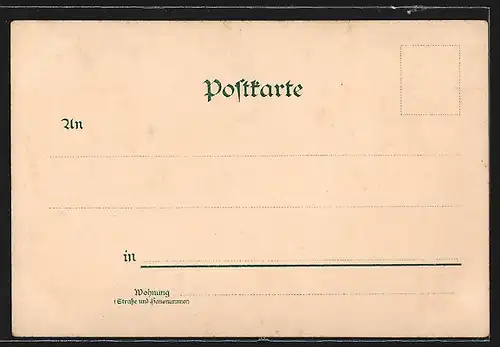 Postkarte
An
in
Wohnung
(Straße und Hausnummer)